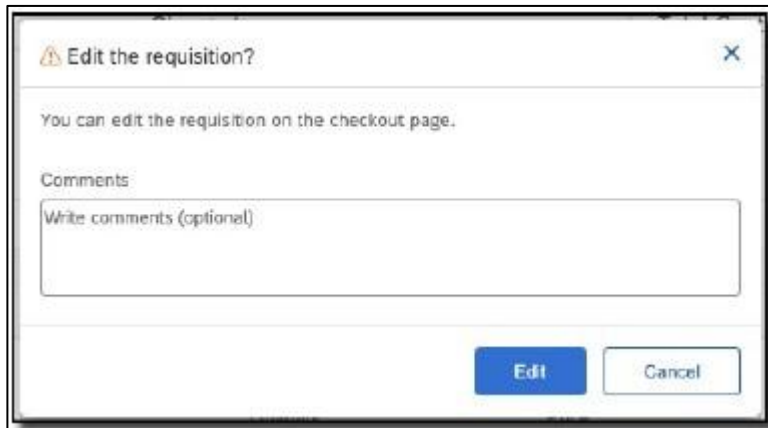 Edit the requisition?
You can edit the requisition on the checkout page.
Comments
Write comments (optional)
Edit
Cancel